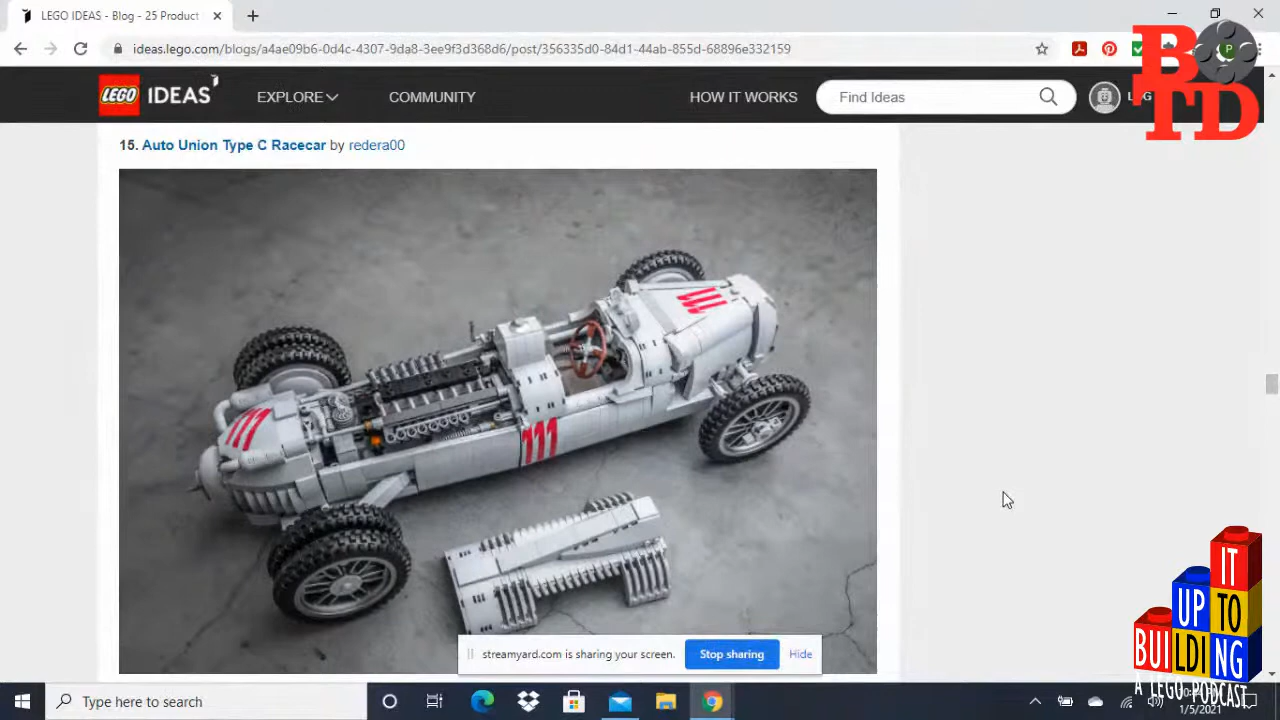 LEGO IDEAS - Blog - 25 Product
ideas.lego.com/blogs/a4ae09b6-0d4c-4307-9da8-3ee9f3d368d6/post/356335d0-84d1-44ab-855d-68896e332159
P
B
TD
LEGO IDEAS
EXPLORE
COMMUNITY
HOW IT WORKS
Find Ideas
15. Auto Union Type C Racecar by redera00
111
111
111
streamyard.com is sharing your screen.
Stop sharing
Hide
BUILDING
UP
IT
TO
A LEGO PODCAST
Type here to search
1/5/2021